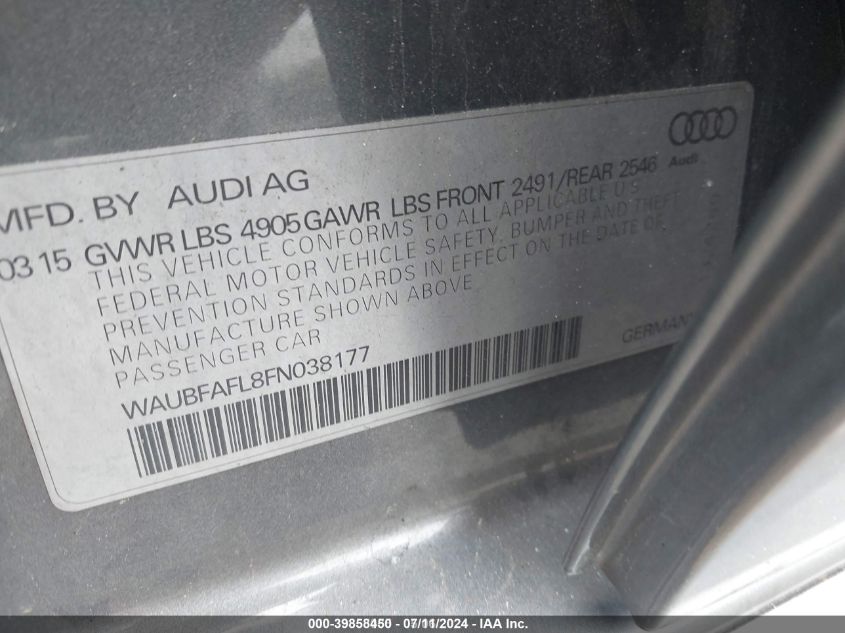 MFD. BY AUDI AG
Audi
0315 GVWR LBS 4905 GAWR LBS FRONT 2491/REAR 2546
THIS VEHICLE CONFORMS TO ALL APPLICABLE U.S.
FEDERAL MOTOR VEHICLE SAFETY, BUMPER AND THEFT
PREVENTION STANDARDS IN EFFECT ON THE DATE OF
MANUFACTURE SHOWN ABOVE
PASSENGER CAR
WAUBFAFL8FN038177
GERMANY
000-39858450 - 07/11/2024 - IAA Inc.